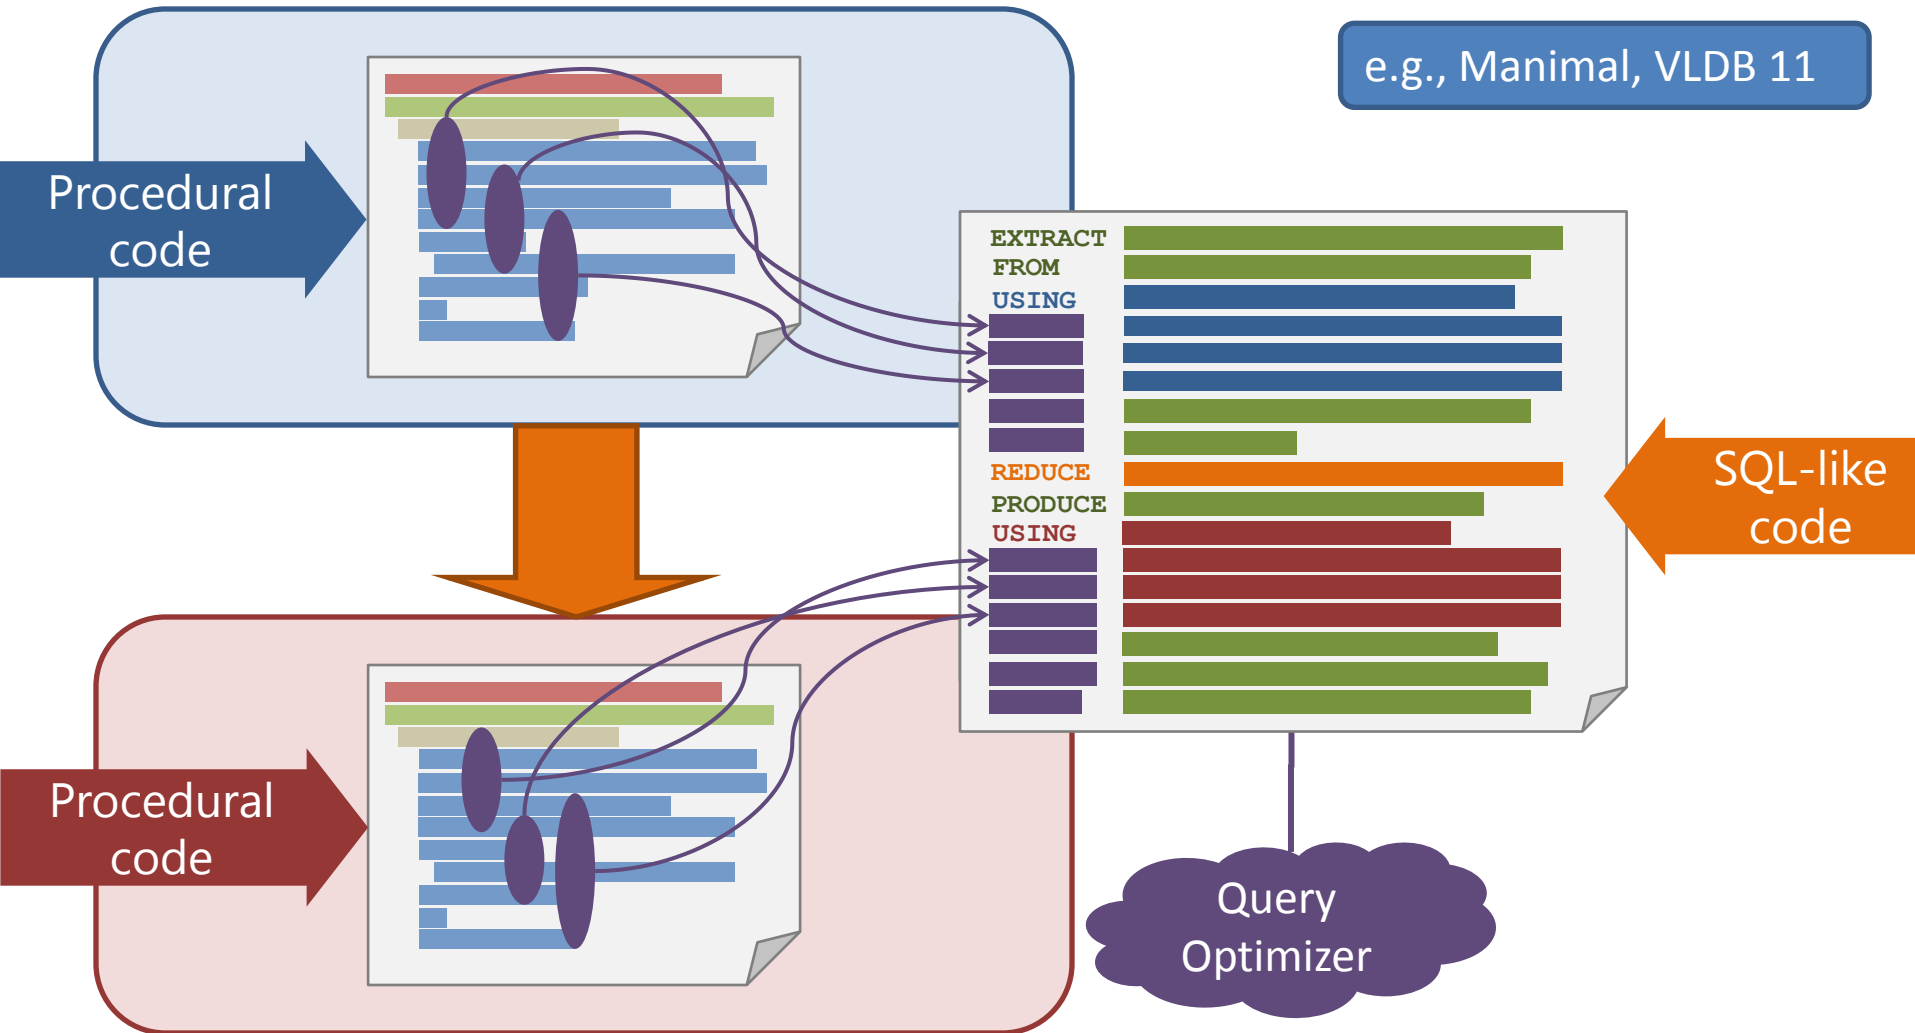 e.g., Manimal, VLDB 11
Procedural
code
EXTRACT
FROM
USING
REDUCE
PRODUCE
USING
SQL-like
code
Procedural
code
Query
Optimizer